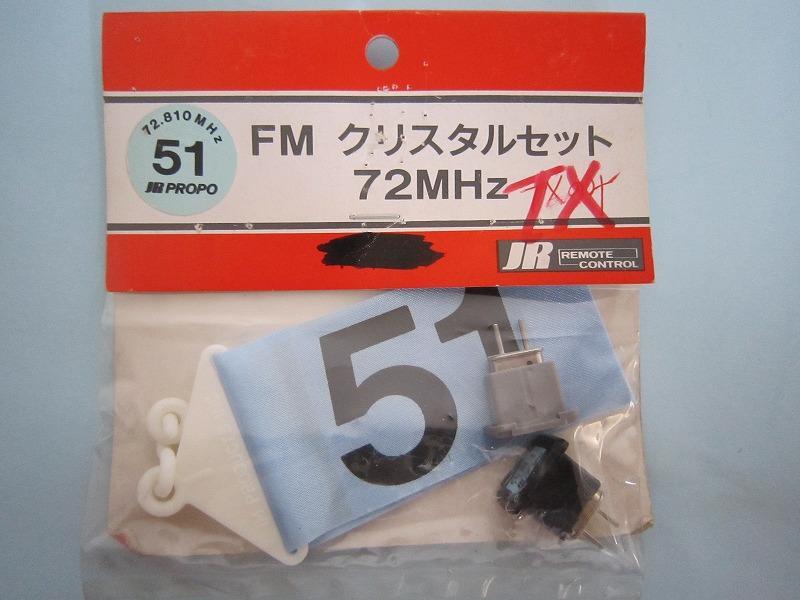 72.810MHz
51
JR PROPO
FM クリスタルセット
72MHz
TX
JR REMOTE
CONTROL
51